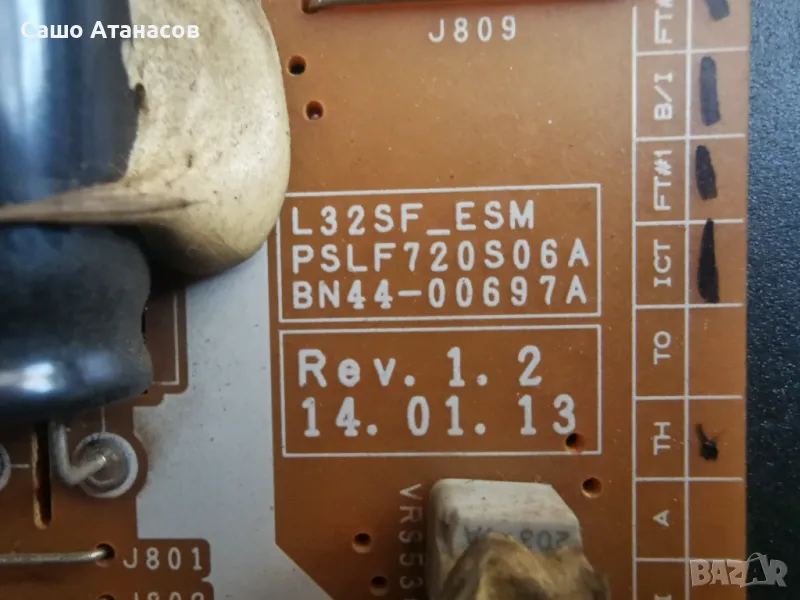 Сашо Атанасов
J809
L32SF_ESM
PSLF720S06A
BN44-00697A
Rev. 1. 2
14. 01. 13
J801
B/I
FT#1
ICT
TO
TH
A
BAZAR